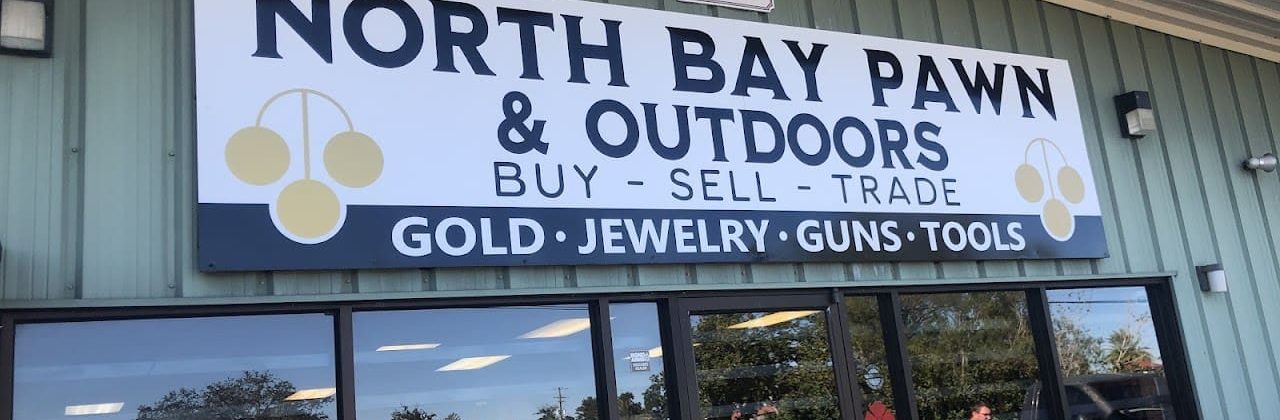 NORTH BAY PAWN
& OUTDOORS
BUY - SELL - TRADE
GOLD · JEWELRY · GUNS · TOOLS